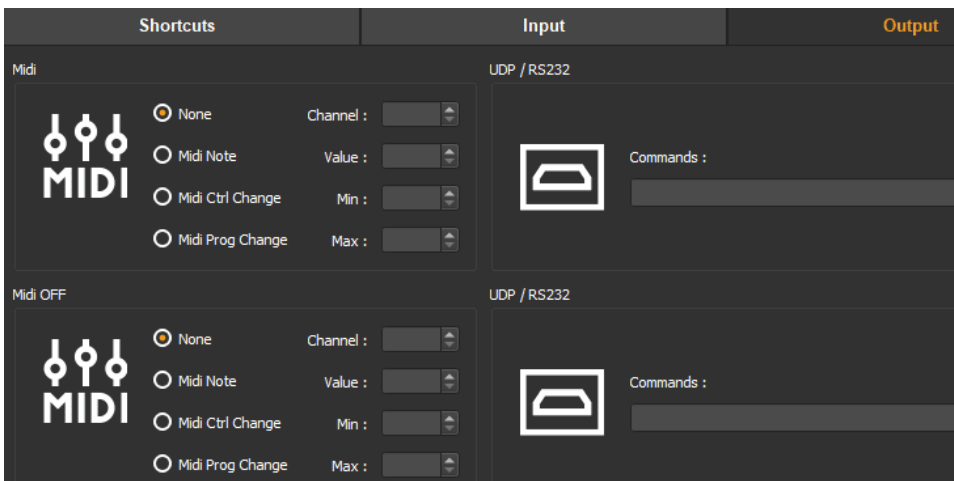 Shortcuts Input Output
Midi UDP / RS232
None Channel :
Midi Note Value : Commands :
MIDI
Midi Ctrl Change Min :
Midi Prog Change Max :
Midi OFF UDP / RS232
None Channel :
Midi Note Value : Commands :
MIDI
Midi Ctrl Change Min :
Midi Prog Change Max :